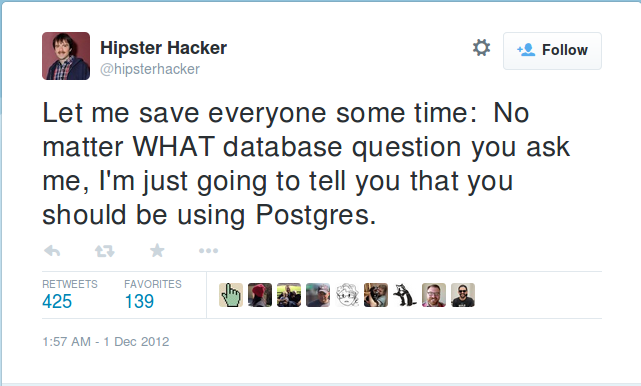 Hipster Hacker
@hipsterhacker
Follow
Let me save everyone some time:  No
matter WHAT database question you ask
me, I'm just going to tell you that you
should be using Postgres.
RETWEETS FAVORITES
425 139
1:57 AM - 1 Dec 2012